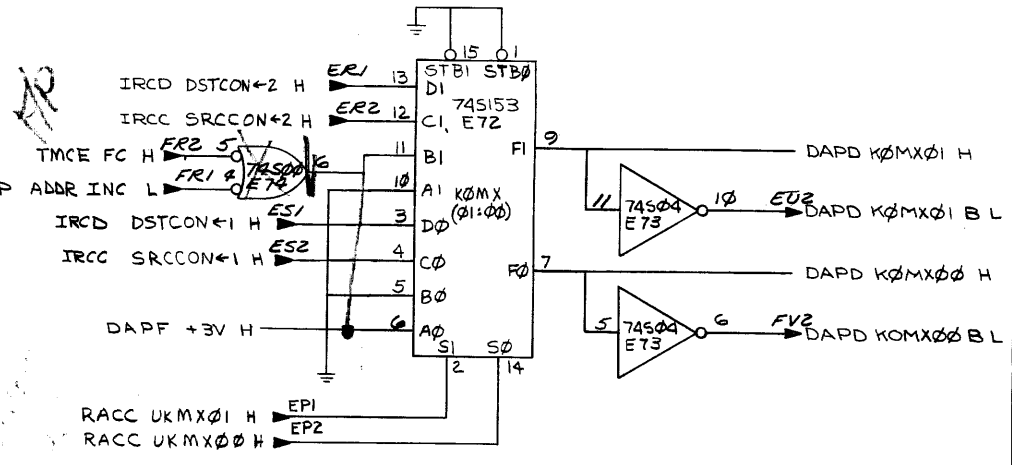 15 1
STB1 STBØ
IRCD DSTCON←2 H ER1 13 D1
74S153
E72
IRCC SRCCON←2 H ER2 12 C1
TMCE FC H FR2 5
74S00
E74
6 11 B1
P ADDR INC L FR1 4
10 A1
KØMX
(Ø1:ØØ)
IRCD DSTCON←1 H ES1 3 DØ
IRCC SRCCON←1 H ES2 4 CØ
5 BØ
DAPF +3V H 6 AØ
S1 SØ
2 14
RACC UKMXØ1 H EP1
RACC UKMXØØ H EP2
F1 9 DAPD KØMXØ1 H
11 74S04
E73
10 EU2 DAPD KØMXØ1 B L
FØ 7 DAPD KØMXØØ H
5 74S04
E73
6 FV2 DAPD KOMXØØ B L